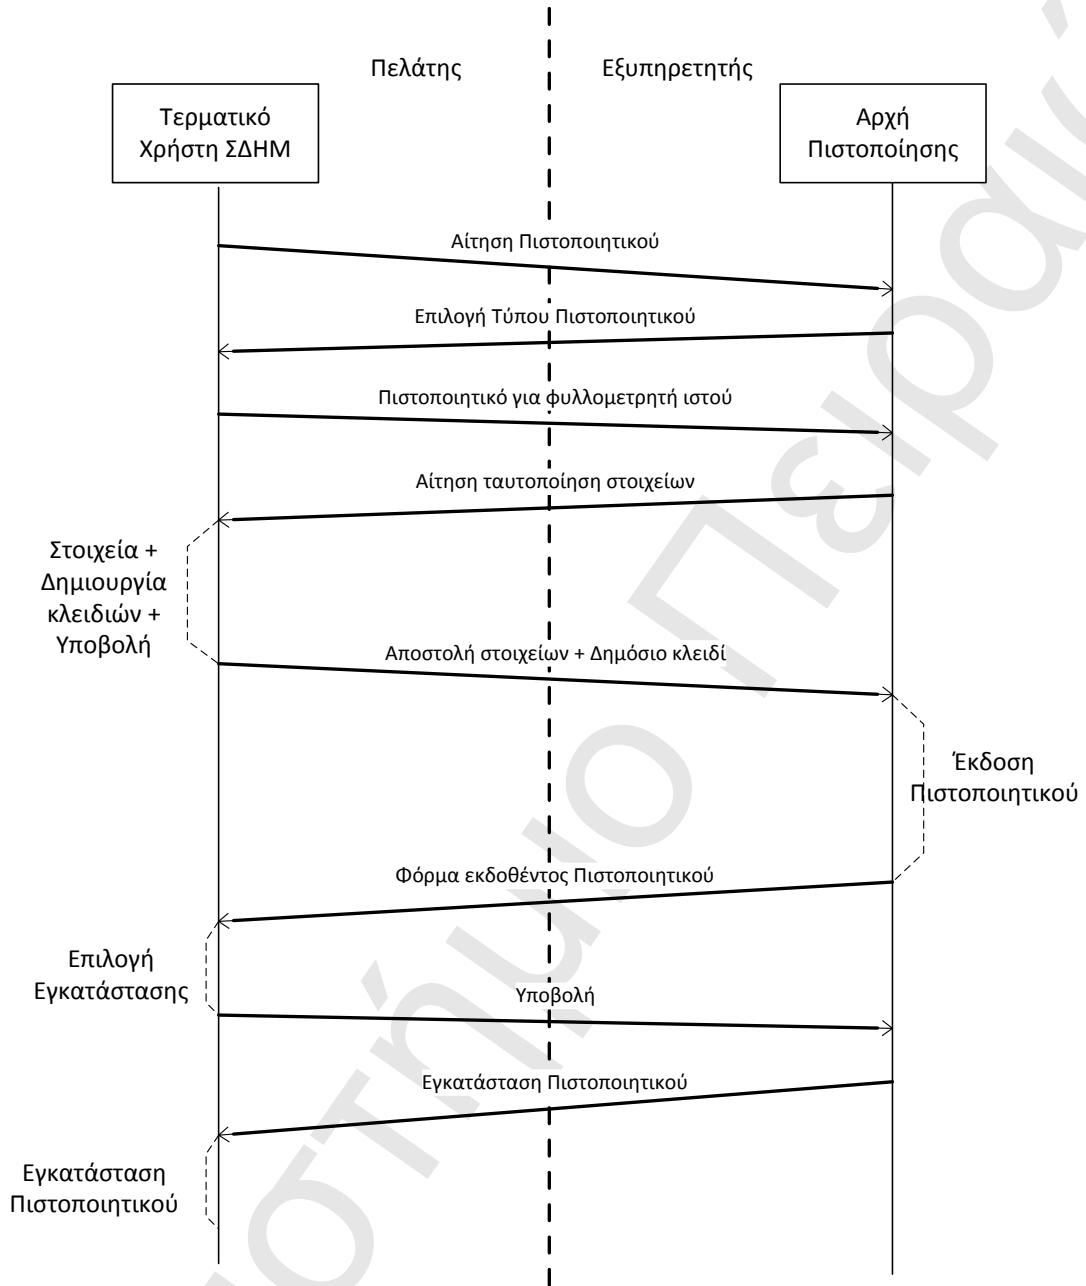 Πελάτης
Εξυπηρετητής
Τερματικό
Χρήστη ΣΔΗΜ
Αρχή
Πιστοποίησης
Αίτηση Πιστοποιητικού
Επιλογή Τύπου Πιστοποιητικού
Πιστοποιητικό για φυλλομετρητή ιστού
Αίτηση ταυτοποίηση στοιχείων
Στοιχεία +
Δημιουργία
κλειδιών +
Υποβολή
Αποστολή στοιχείων + Δημόσιο κλειδί
Έκδοση
Πιστοποιητικού
Φόρμα εκδοθέντος Πιστοποιητικού
Επιλογή
Εγκατάστασης
Υποβολή
Εγκατάσταση Πιστοποιητικού
Εγκατάσταση
Πιστοποιητικού